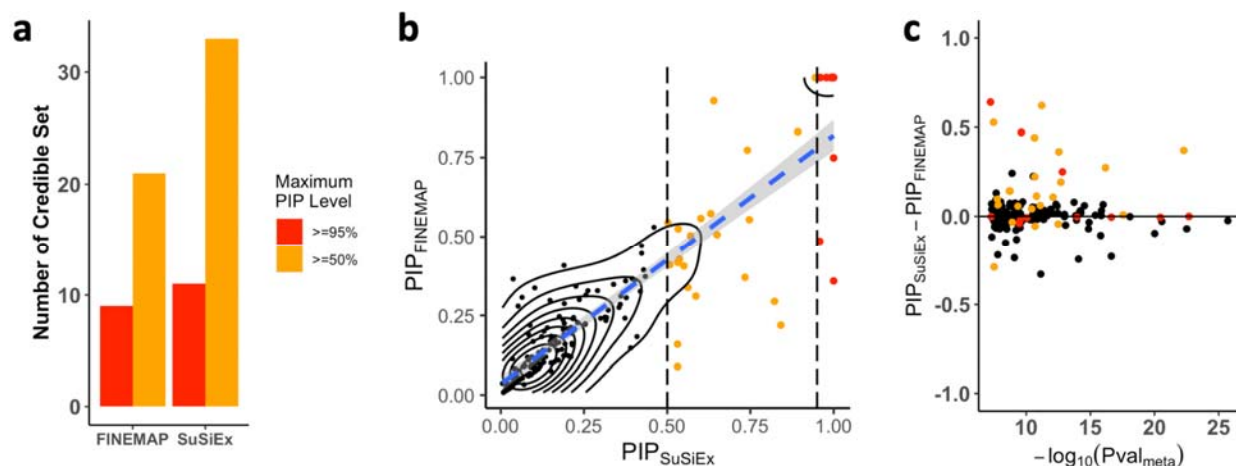 a
Number of Credible Set
30
20
10
0
FINEMAP
SuSiEx
Maximum
PIP Level
>=95%
>=50%
b
PIP_FINEMAP
1.00
0.75
0.50
0.25
0.00
0.00 0.25 0.50 0.75 1.00
PIP_SuSiEx
c
PIP_SuSiEx − PIP_FINEMAP
1.0
0.5
0.0
-0.5
-1.0
10 15 20 25
−log10(Pval_meta)